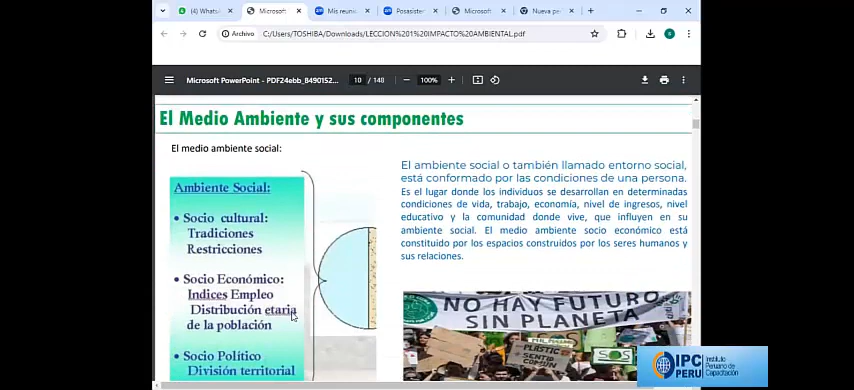 (4) Whats
Microsoft
Mis reuni
Posasister
Microsoft
Nueva pe
Archivo
C:/Users/TOSHIBA/Downloads/LECCION%201%20IMPACTO%20AMBIENTAL.pdf
Microsoft PowerPoint - PDF24ebb_8490152...
10 / 148
100%
El Medio Ambiente y sus componentes
El medio ambiente social:
Ambiente Social:
• Socio cultural:
Tradiciones
Restricciones
• Socio Económico:
Indices Empleo
Distribución etaria
de la población
• Socio Político
División territorial
El ambiente social o también llamado entorno social,
está conformado por las condiciones de una persona.
Es el lugar donde los individuos se desarrollan en determinadas
condiciones de vida, trabajo, economía, nivel de ingresos, nivel
educativo y la comunidad donde vive, que influyen en su
ambiente social. El medio ambiente socio económico está
constituido por los espacios construidos por los seres humanos y
sus relaciones.
NO HAY FUTURO
SIN PLANETA
PLÁSTIC
SENTID
COMÚN
SOS
IPC
PERÚ
Instituto
Peruano de
Capacitación